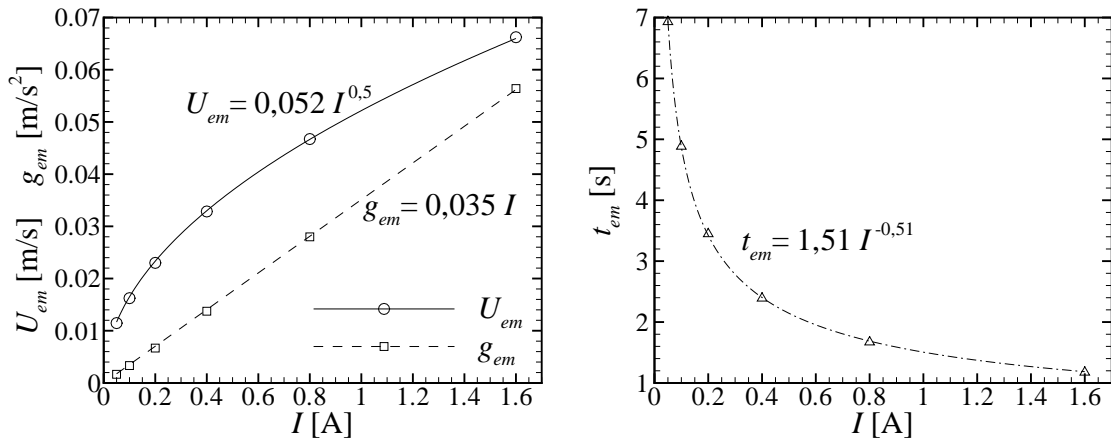 U_em [m/s] g_em [m/s²]
0.07
0.06
0.05
0.04
0.03
0.02
0.01
0
U_em = 0,052 I^0,5
g_em = 0,035 I
U_em
g_em
0 0.2 0.4 0.6 0.8 1 1.2 1.4 1.6
I [A]
t_em [s]
7
6
5
4
3
2
1
t_em = 1,51 I^-0,51
0 0.2 0.4 0.6 0.8 1 1.2 1.4 1.6
I [A]